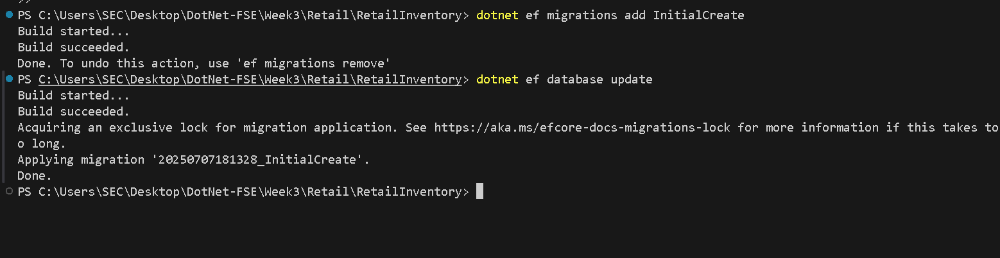 PS C:\Users\SEC\Desktop\DotNet-FSE\Week3\Retail\RetailInventory> dotnet ef migrations add InitialCreate
Build started...
Build succeeded.
Done. To undo this action, use 'ef migrations remove'
PS C:\Users\SEC\Desktop\DotNet-FSE\Week3\Retail\RetailInventory> dotnet ef database update
Build started...
Build succeeded.
Acquiring an exclusive lock for migration application. See https://aka.ms/efcore-docs-migrations-lock for more information if this takes to
o long.
Applying migration '20250707181328_InitialCreate'.
Done.
PS C:\Users\SEC\Desktop\DotNet-FSE\Week3\Retail\RetailInventory>